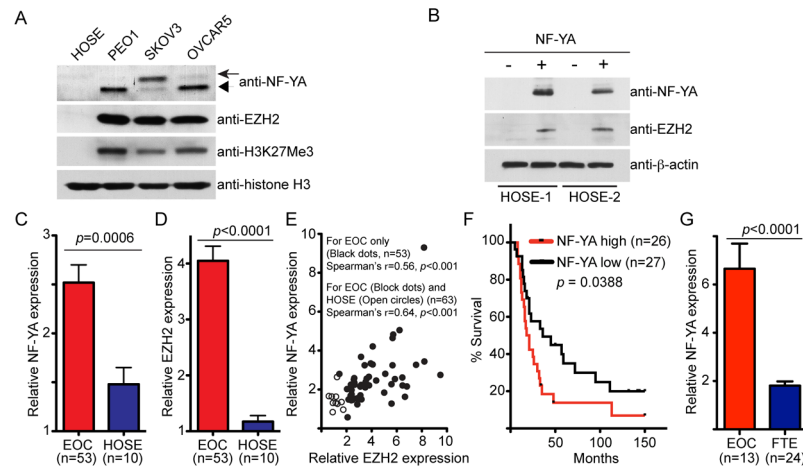 A
HOSE
PEO1
SKOV3
OVCAR5
anti-NF-YA
anti-EZH2
anti-H3K27Me3
anti-histone H3
B
NF-YA
- + - +
anti-NF-YA
anti-EZH2
anti-β-actin
HOSE-1 HOSE-2
C
p=0.0006
Relative NF-YA expression
3
2
1
EOC HOSE
(n=53) (n=10)
D
p<0.0001
Relative EZH2 expression
4
3
2
1
EOC HOSE
(n=53) (n=10)
E
For EOC only
(Black dots, n=53)
Spearman's r=0.56, p<0.001
For EOC (Block dots) and
HOSE (Open circles) (n=63)
Spearman's r=0.64, p<0.001
Relative NF-YA expression
10
8
6
4
2
0
0 2 4 6 8 10
Relative EZH2 expression
F
NF-YA high (n=26)
NF-YA low (n=27)
p = 0.0388
% Survival
100
80
60
40
20
50 100 150
Months
G
p<0.0001
Relative NF-YA expression
6
4
2
EOC FTE
(n=13) (n=24)